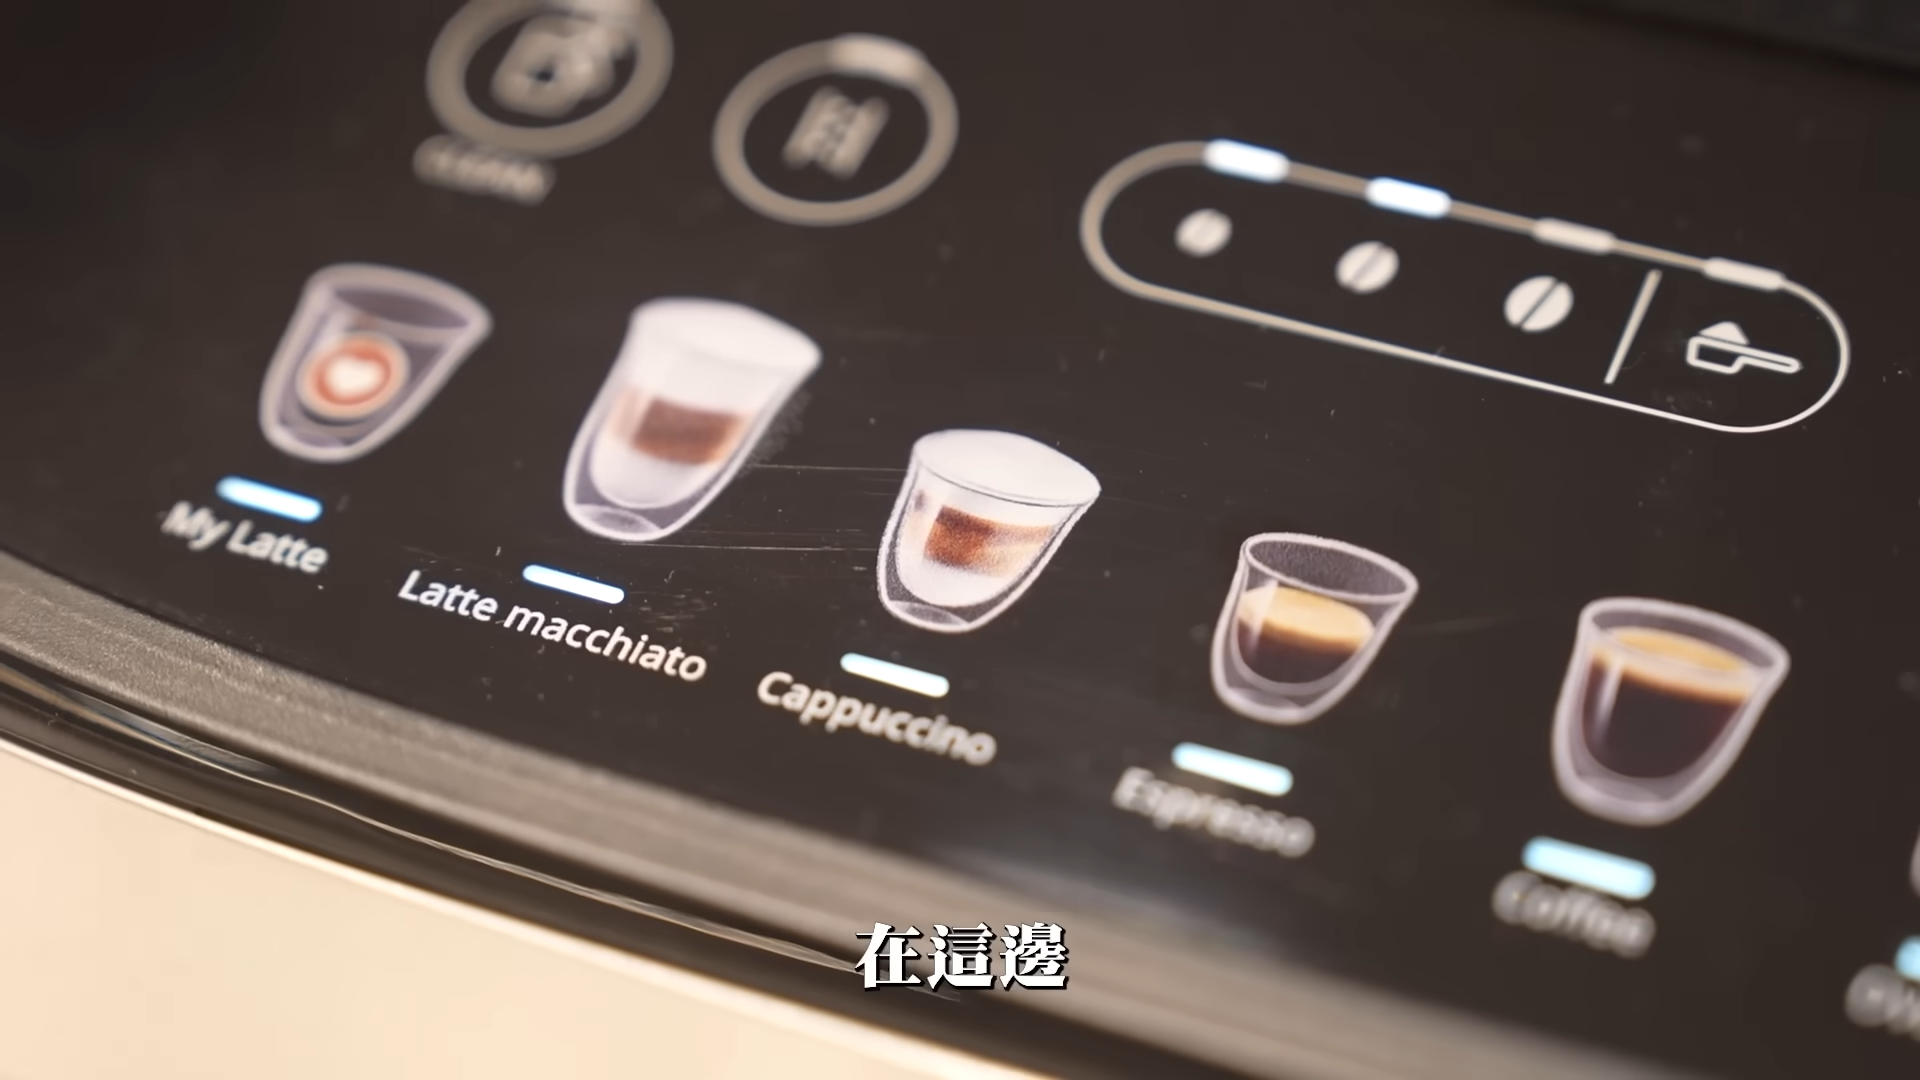 My Latte
Latte macchiato
Cappuccino
Espresso
Coffee
在這邊